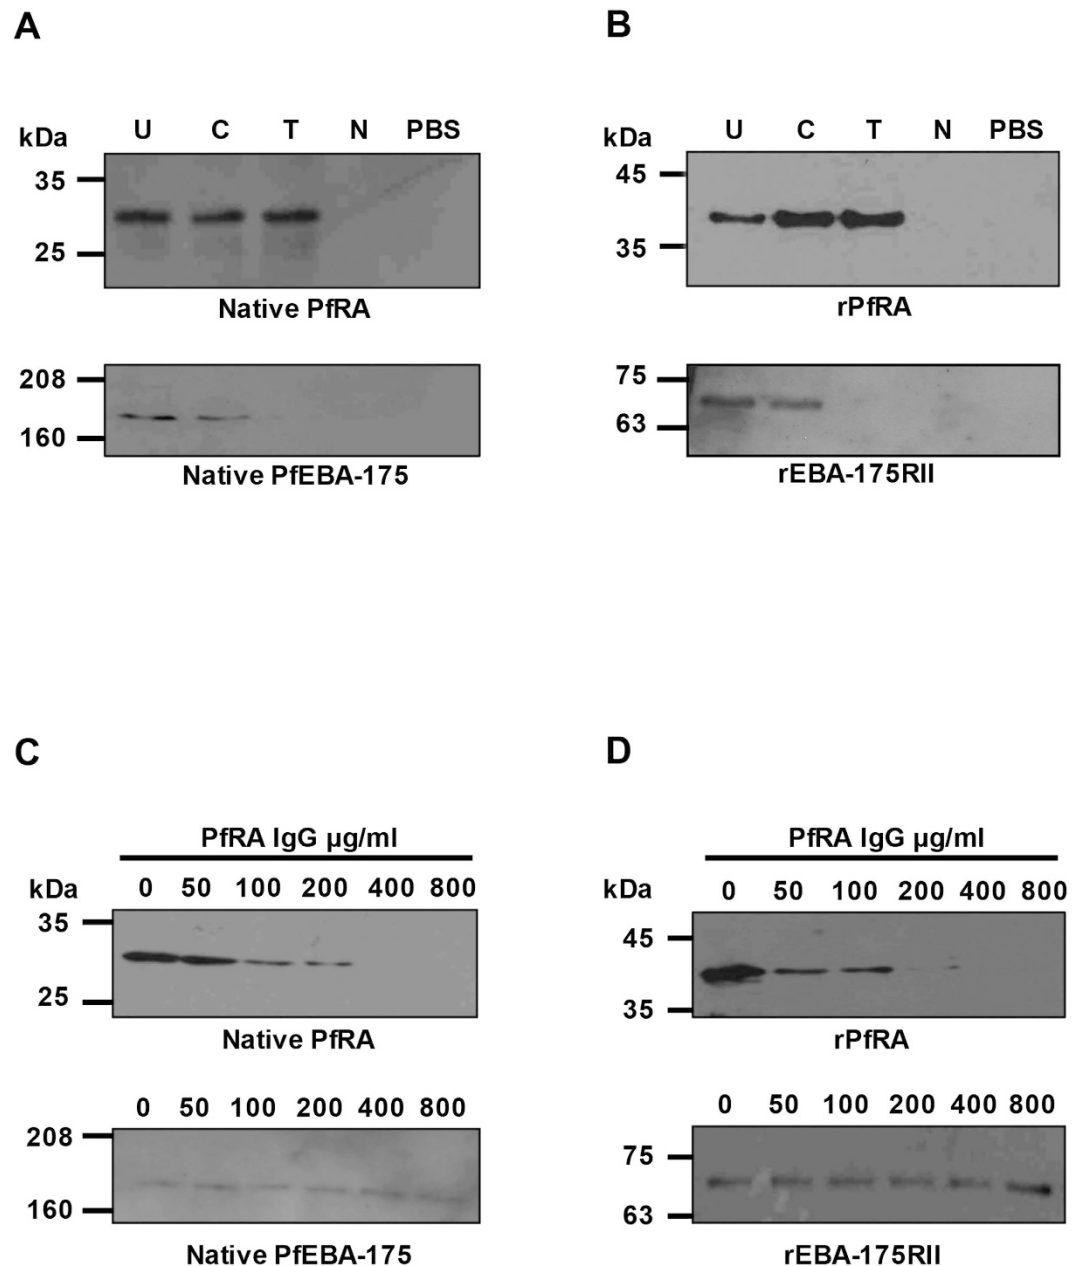 A
kDa U C T N PBS
35
25
Native PfRA
208
160
Native PfEBA-175
B
kDa U C T N PBS
45
35
rPfRA
75
63
rEBA-175RII
C
PfRA IgG µg/ml
kDa 0 50 100 200 400 800
35
25
Native PfRA
0 50 100 200 400 800
208
160
Native PfEBA-175
D
PfRA IgG µg/ml
kDa 0 50 100 200 400 800
45
35
rPfRA
0 50 100 200 400 800
75
63
rEBA-175RII